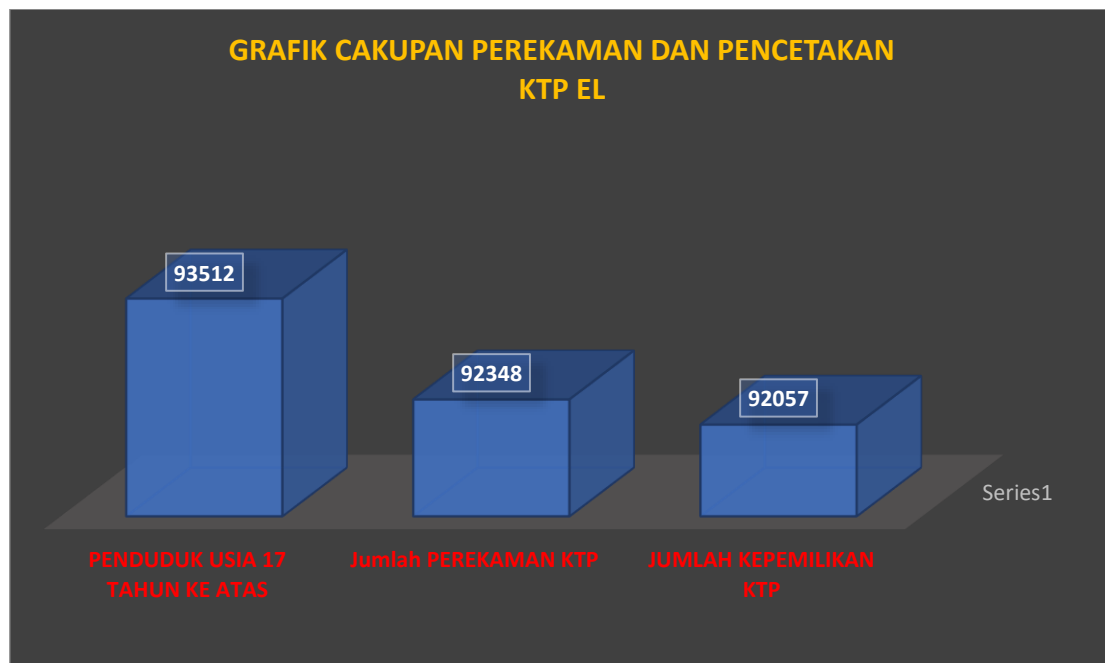 GRAFIK CAKUPAN PEREKAMAN DAN PENCETAKAN
KTP EL
93512
92348
92057
Series1
PENDUDUK USIA 17
TAHUN KE ATAS
Jumlah PEREKAMAN KTP
JUMLAH KEPEMILIKAN
KTP